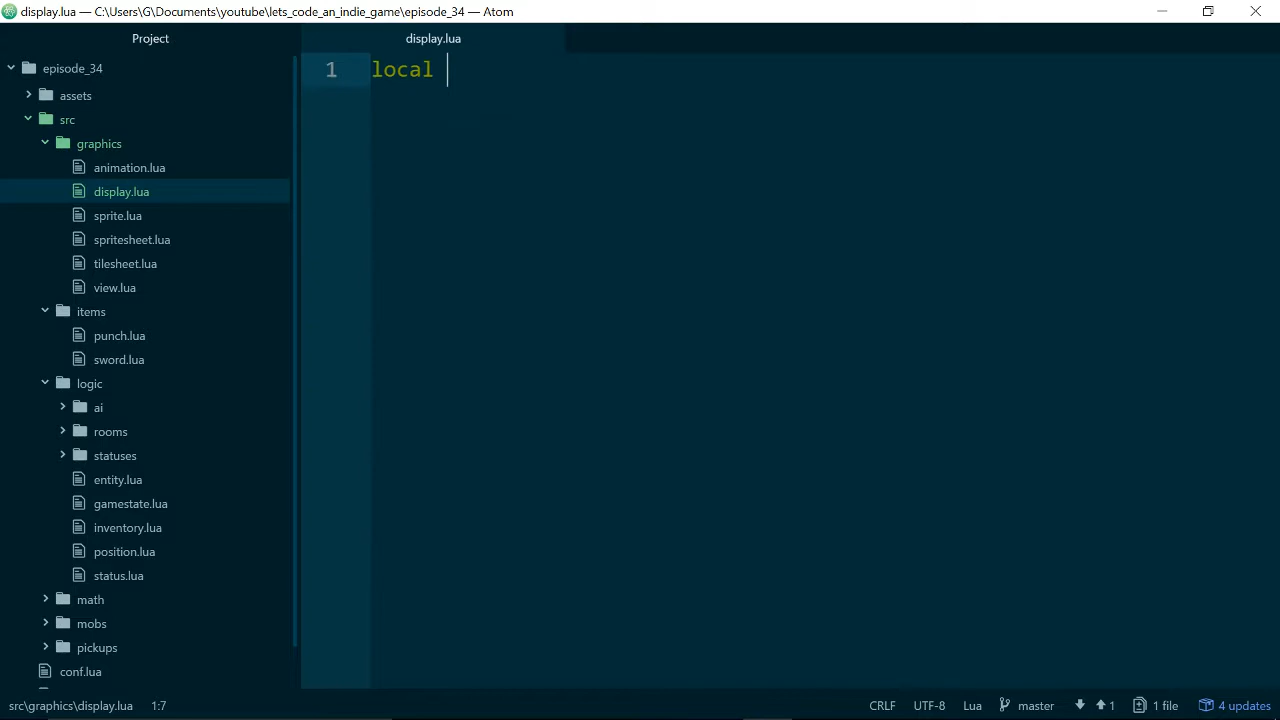 display.lua — C:\Users\G\Documents\youtube\lets_code_an_indie_game\episode_34 — Atom
Project
display.lua
episode_34
1 local
assets
src
graphics
animation.lua
display.lua
sprite.lua
spritesheet.lua
tilesheet.lua
view.lua
items
punch.lua
sword.lua
logic
ai
rooms
statuses
entity.lua
gamestate.lua
inventory.lua
position.lua
status.lua
math
mobs
pickups
conf.lua
src\graphics\display.lua 1:7 CRLF UTF-8 Lua master 1 1 file 4 updates